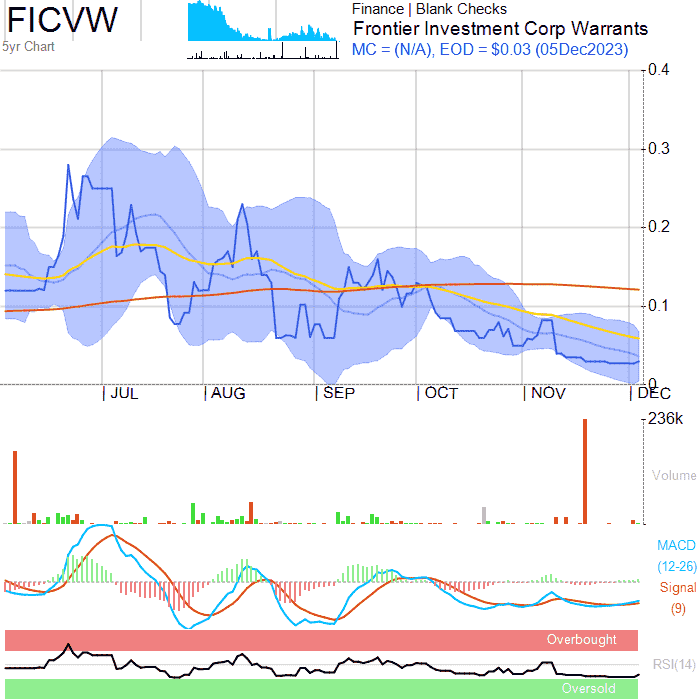 FICVW
5yr Chart
Finance | Blank Checks
Frontier Investment Corp Warrants
MC = (N/A), EOD = $0.03 (05Dec2023)
0.4
0.3
0.2
0.1
0
JUL
AUG
SEP
OCT
NOV
DEC
236k
Volume
MACD
(12-26)
Signal
(9)
Overbought
RSI(14)
Oversold